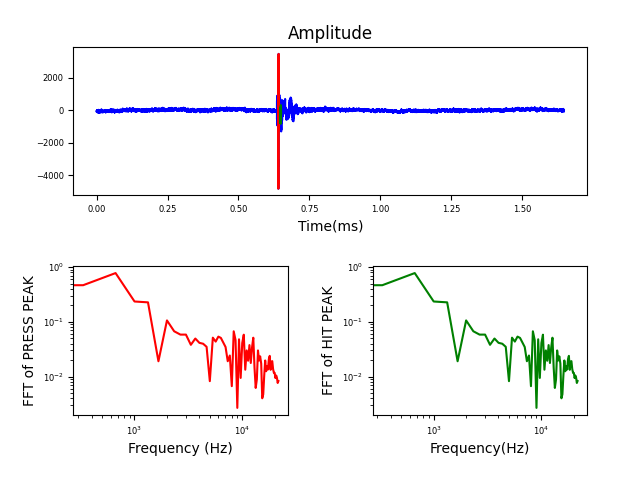 Amplitude
2000
0
−2000
−4000
0.00 0.25 0.50 0.75 1.00 1.25 1.50
Time(ms)
FFT of PRESS PEAK
10⁰
10⁻¹
10⁻²
10³ 10⁴
Frequency (Hz)
FFT of HIT PEAK
10⁰
10⁻¹
10⁻²
10³ 10⁴
Frequency(Hz)